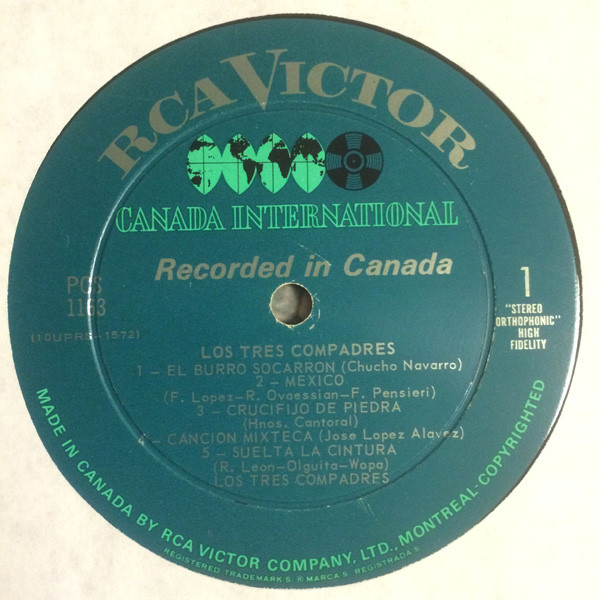 RCA VICTOR
CANADA INTERNATIONAL
Recorded in Canada
PCS
1163
(10UPRS-1572)
1
"STEREO
ORTHOPHONIC"
HIGH
FIDELITY
LOS TRES COMPADRES
1 – EL BURRO SOCARRON (Chucho Navarro)
2 – MEXICO
(F. Lopez–R. Ovaessian–F. Pensieri)
3 – CRUCIFIJO DE PIEDRA
(Hnos. Cantoral)
4 – CANCION MIXTECA (Jose Lopez Alavez)
5 – SUELTA LA CINTURA
(R. Leon–Olguita–Wopa)
LOS TRES COMPADRES
MADE IN CANADA BY RCA VICTOR COMPANY, LTD., MONTREAL·COPYRIGHTED
REGISTERED TRADEMARKS. ® MARCAS REGISTRADAS